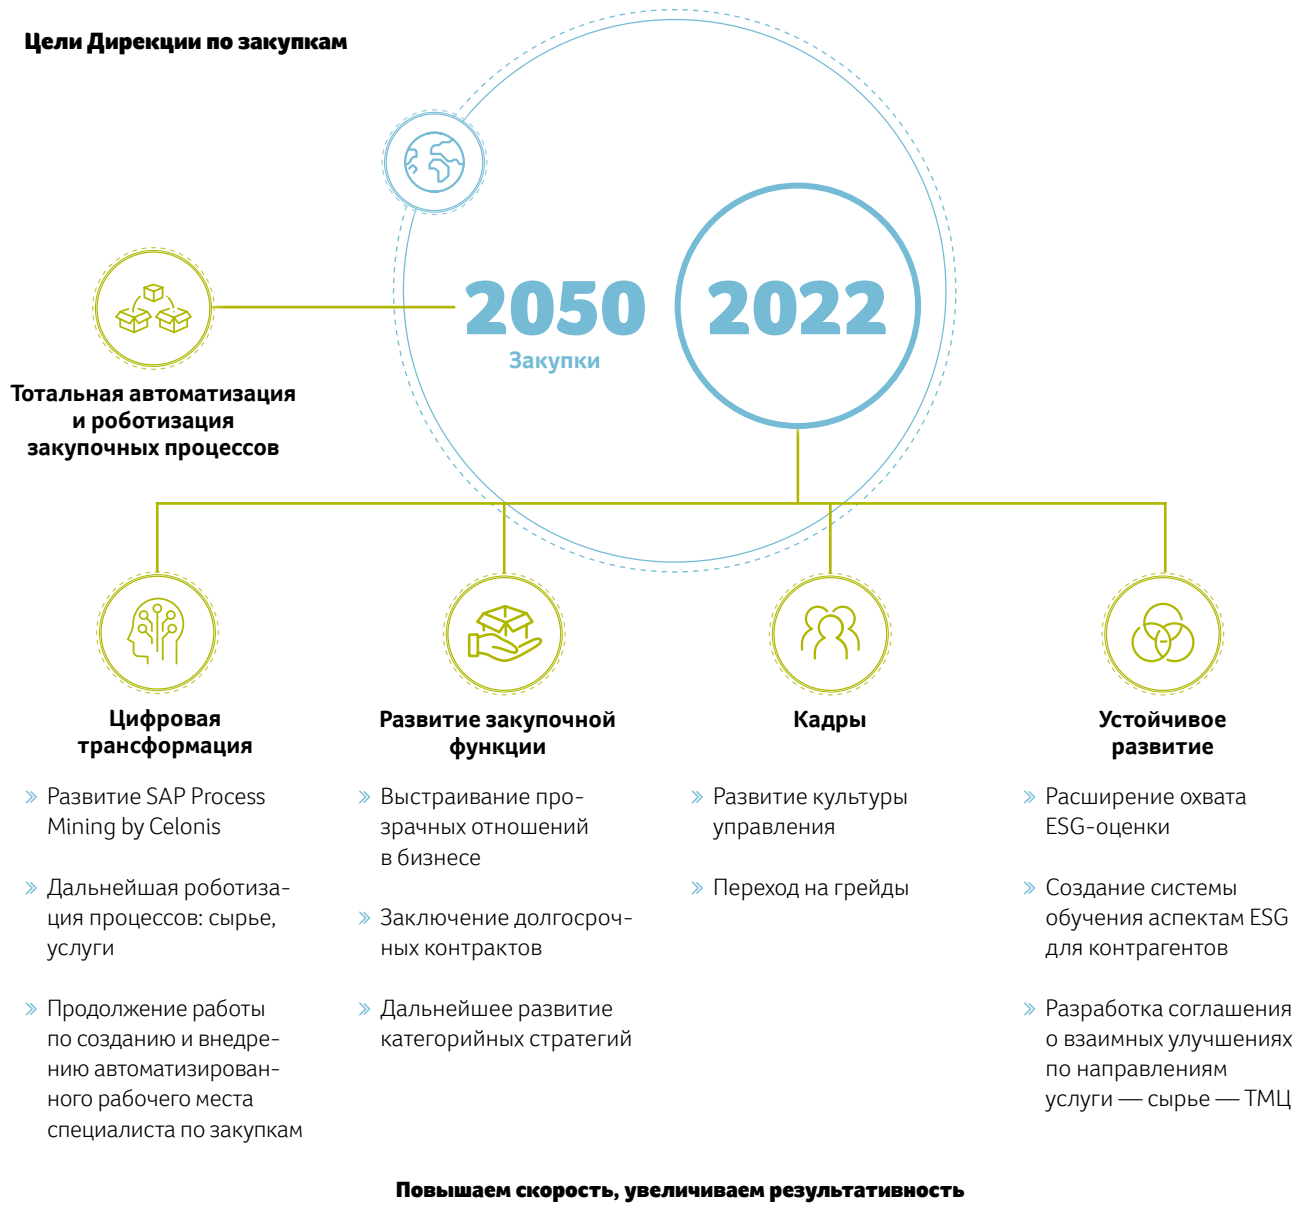 Цели Дирекции по закупкам
2050
Закупки
2022
Тотальная автоматизация
и роботизация
закупочных процессов
Цифровая
трансформация
Развитие SAP Process
Mining by Celonis
Дальнейшая роботиза-
ция процессов: сырье,
услуги
Продолжение работы
по созданию и внедре-
нию автоматизирован-
ного рабочего места
специалиста по закупкам
Развитие закупочной
функции
Выстраивание про-
зрачных отношений
в бизнесе
Заключение долгосроч-
ных контрактов
Дальнейшее развитие
категорийных стратегий
Кадры
Развитие культуры
управления
Переход на грейды
Устойчивое
развитие
Расширение охвата
ESG-оценки
Создание системы
обучения аспектам ESG
для контрагентов
Разработка соглашения
о взаимных улучшениях
по направлениям
услуги — сырье — ТМЦ
Повышаем скорость, увеличиваем результативность